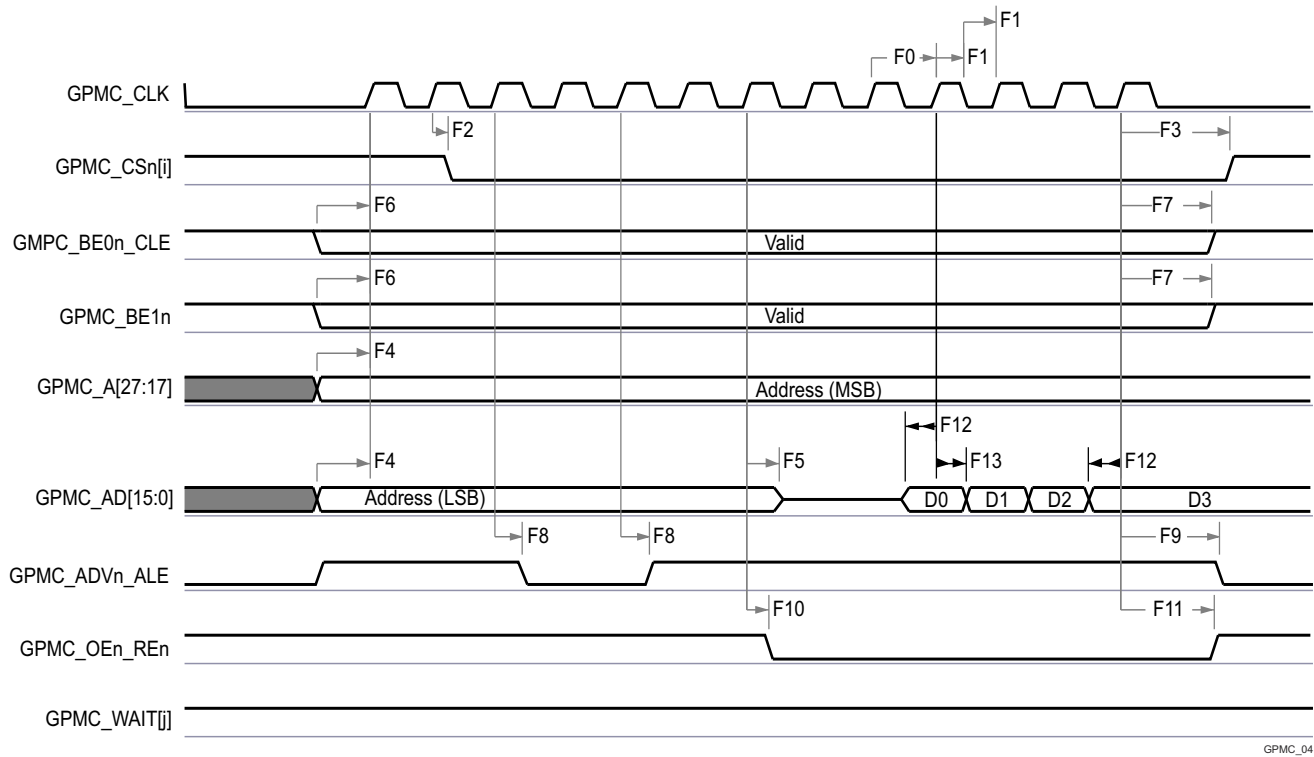 F1
F0
F1
GPMC_CLK
F2
F3
GPMC_CSn[i]
F6
F7
GMPC_BE0n_CLE
Valid
F6
F7
GPMC_BE1n
Valid
F4
GPMC_A[27:17]
Address (MSB)
F12
F4
F5
F13
F12
GPMC_AD[15:0]
Address (LSB)
D0
D1
D2
D3
F8
F8
F9
GPMC_ADVn_ALE
F10
F11
GPMC_OEn_REn
GPMC_WAIT[j]
GPMC_04